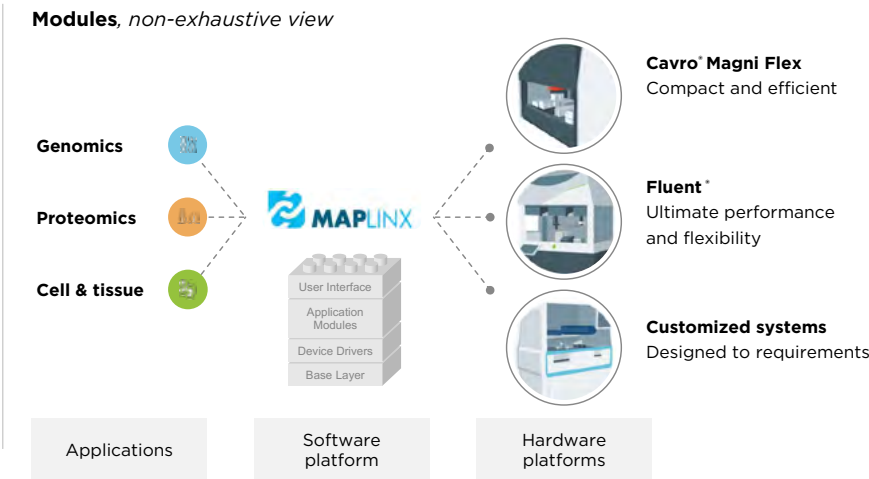 Modules, non-exhaustive view
Genomics
Proteomics
Cell & tissue
MAPLINX
User Interface
Application
Modules
Device Drivers
Base Layer
Cavro® Magni Flex
Compact and efficient
Fluent®
Ultimate performance
and flexibility
Customized systems
Designed to requirements
Applications
Software
platform
Hardware
platforms